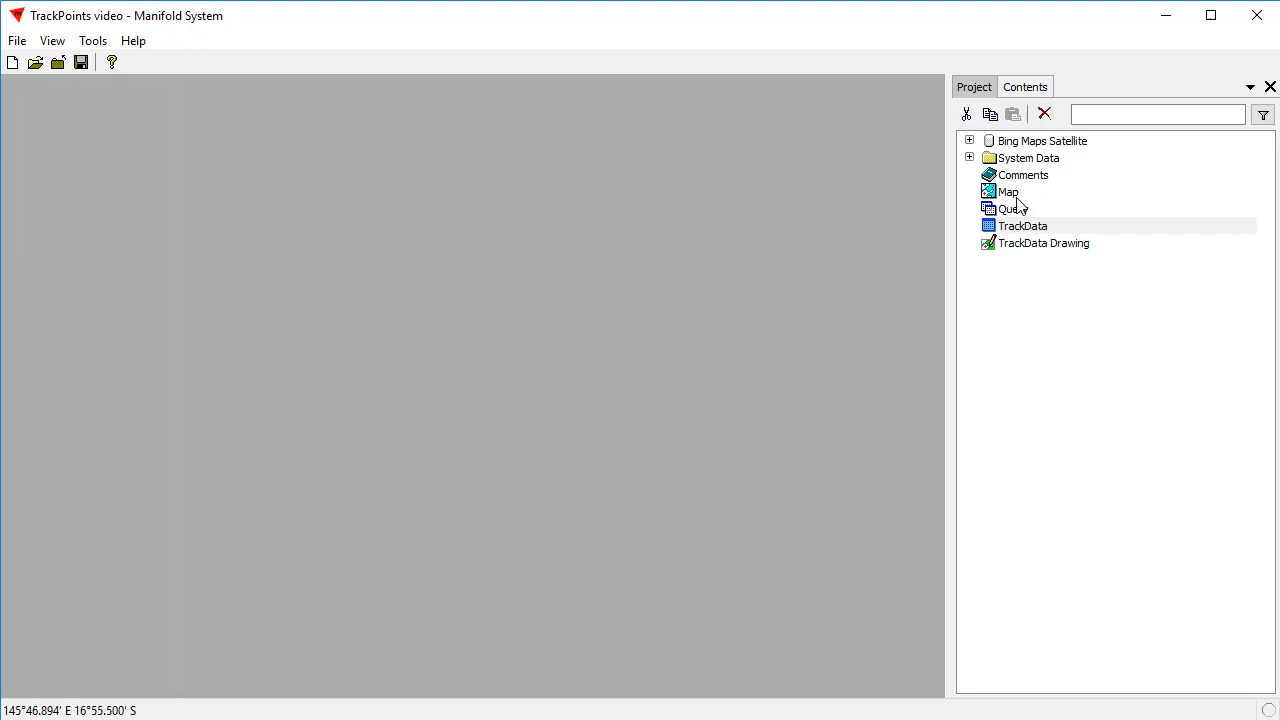 TrackPoints video - Manifold System
File View Tools Help
Project Contents
Bing Maps Satellite
System Data
Comments
Map
TrackData
TrackData Drawing
145°46.894' E 16°55.500' S